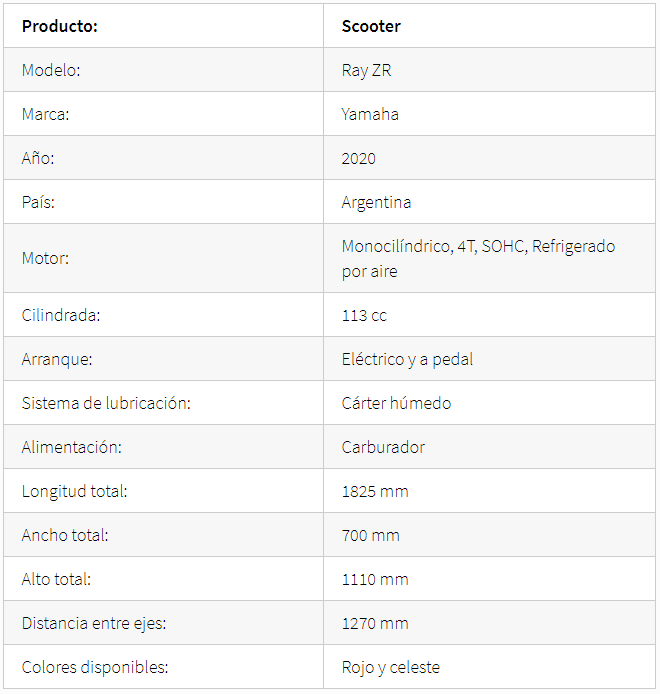 Producto: Scooter
Modelo: Ray ZR
Marca: Yamaha
Año: 2020
País: Argentina
Motor: Monocilíndrico, 4T, SOHC, Refrigerado
por aire
Cilindrada: 113 cc
Arranque: Eléctrico y a pedal
Sistema de lubricación: Cárter húmedo
Alimentación: Carburador
Longitud total: 1825 mm
Ancho total: 700 mm
Alto total: 1110 mm
Distancia entre ejes: 1270 mm
Colores disponibles: Rojo y celeste